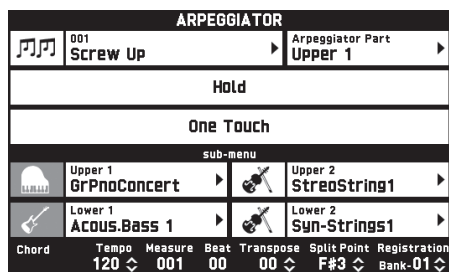 ARPEGGIATOR
001
Screw Up
Arpeggiator Part
Upper 1
Hold
One Touch
sub-menu
Upper 1
GrPnoConcert
Upper 2
StreoString1
Lower 1
Acous.Bass 1
Lower 2
Syn-Strings1
Chord Tempo Measure Beat Transpose Split Point Registration
120 001 00 00 F#3 Bank-01